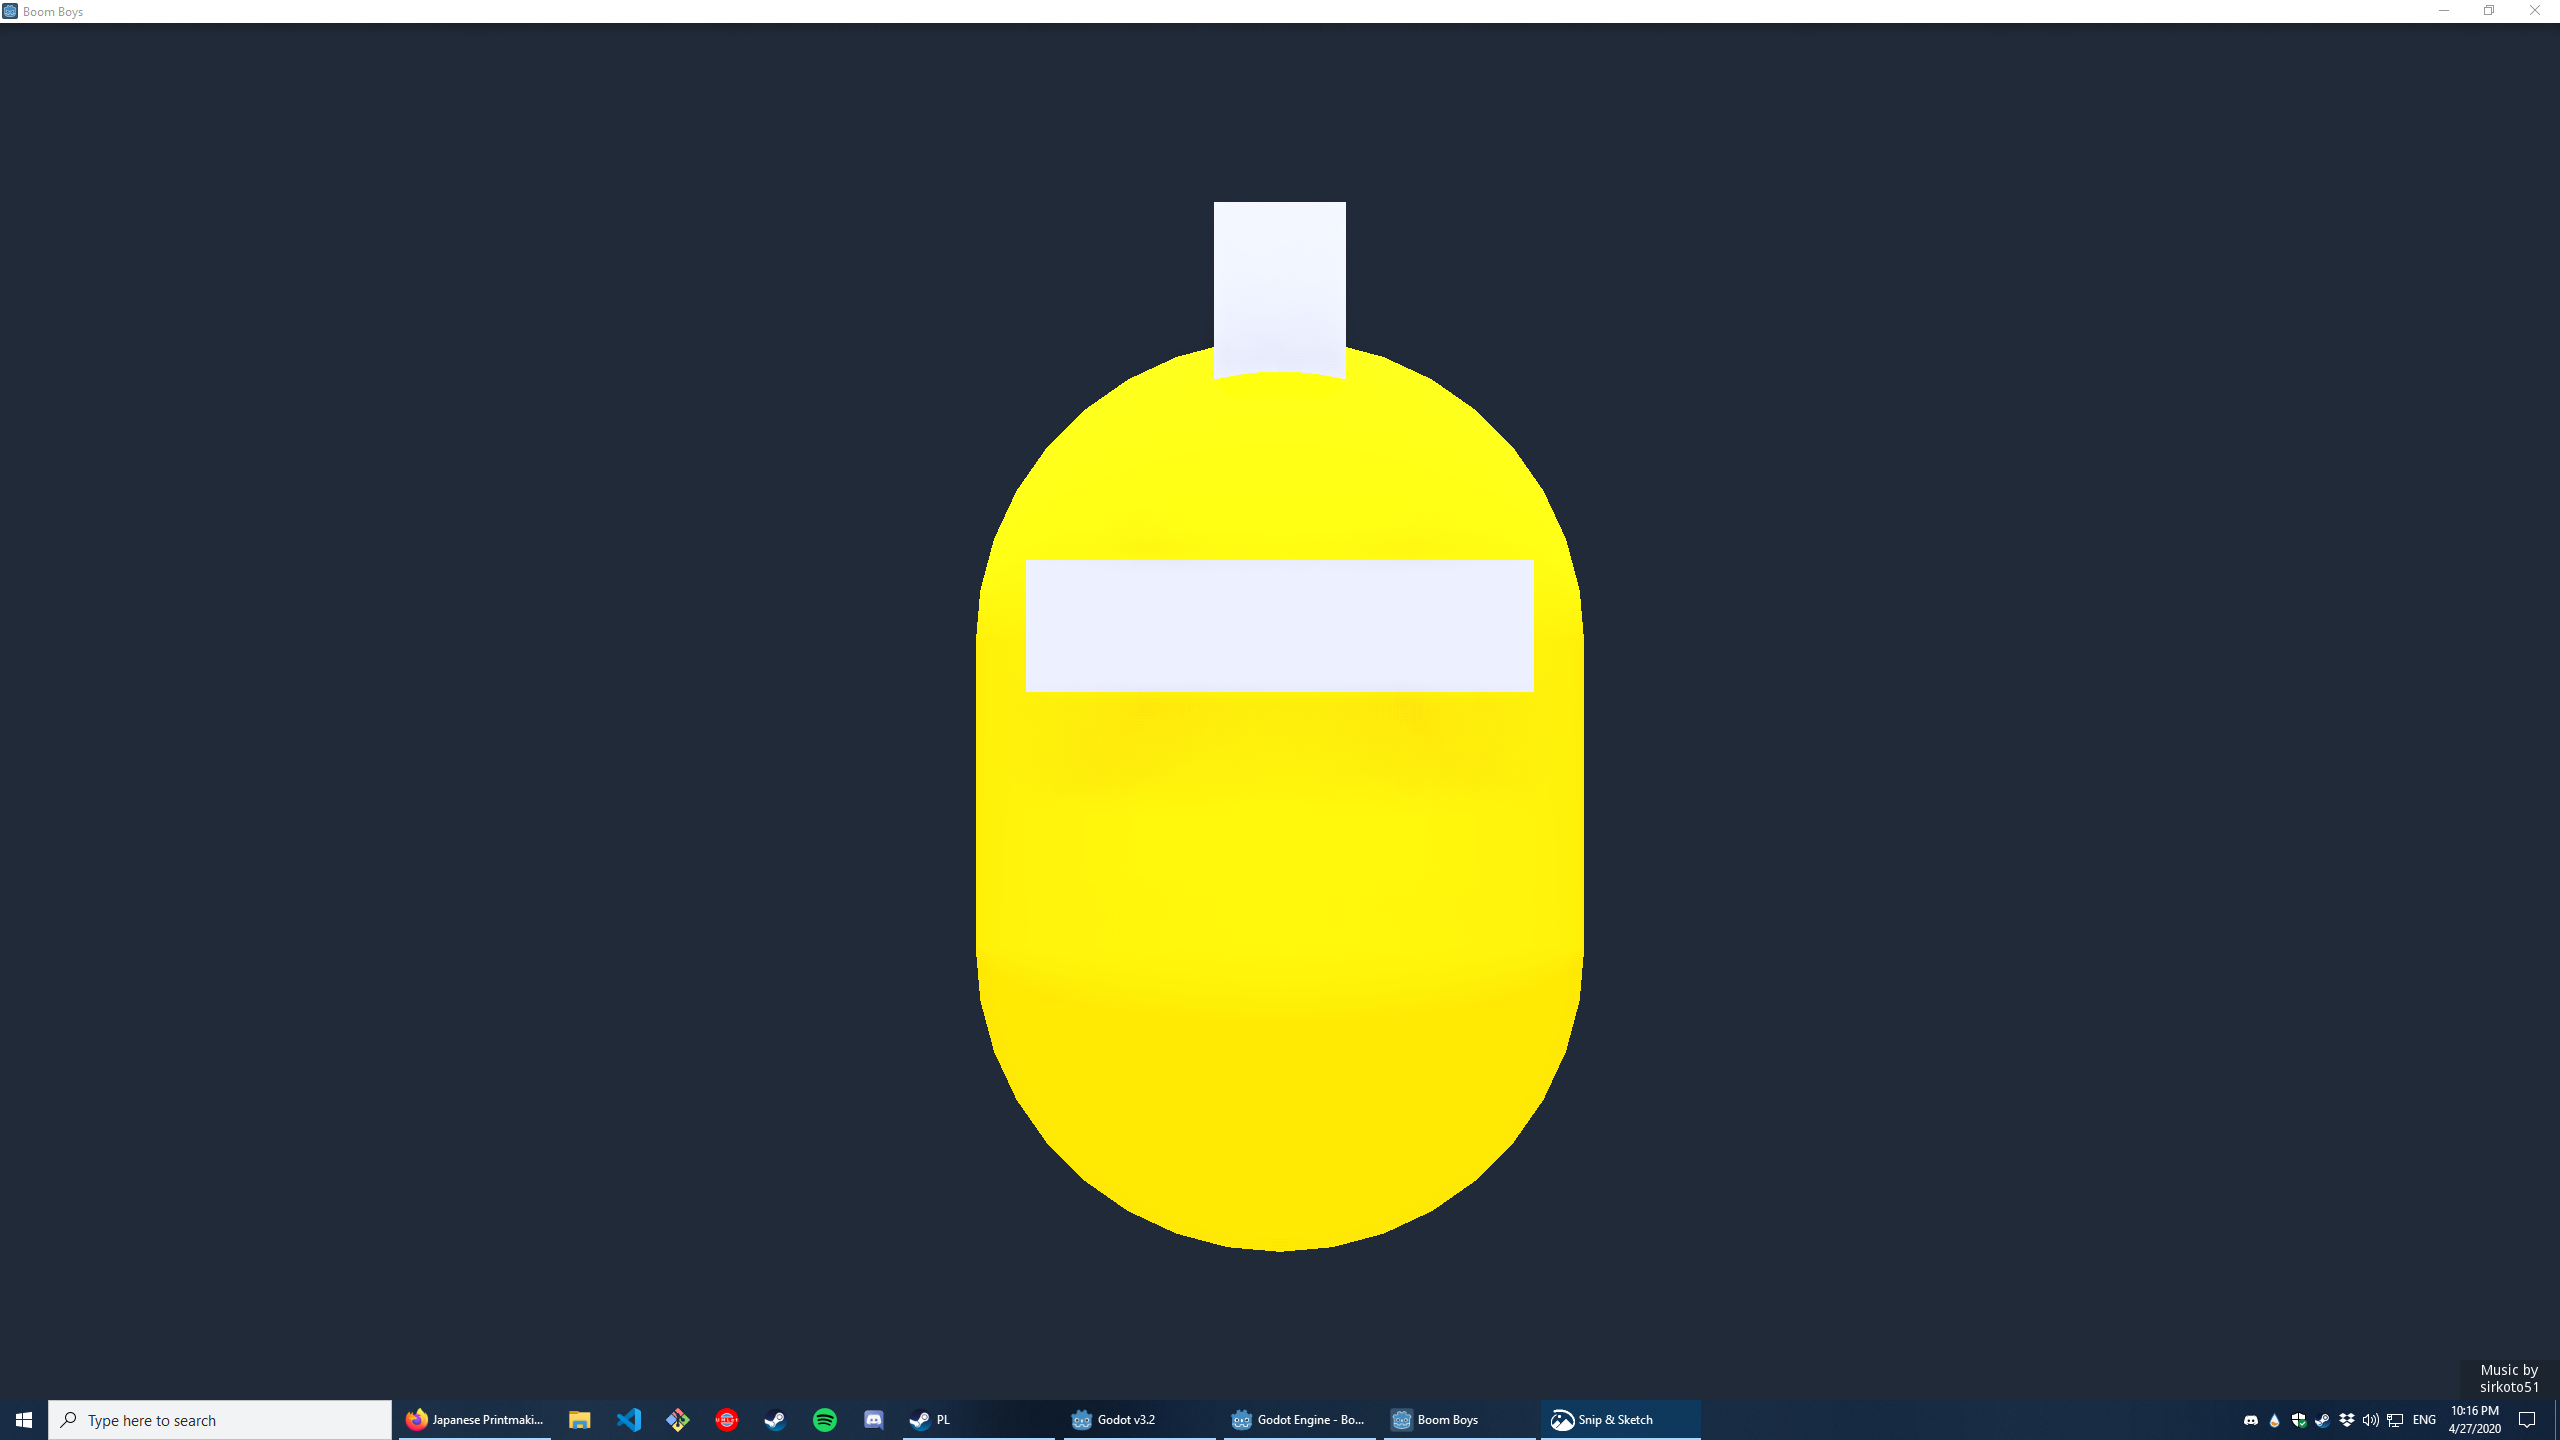 Boom Boys
Music by
sirkoto51
Type here to search
Japanese Printmaki...
PL
Godot v3.2
Godot Engine - Bo...
Boom Boys
Snip & Sketch
ENG
10:16 PM
4/27/2020